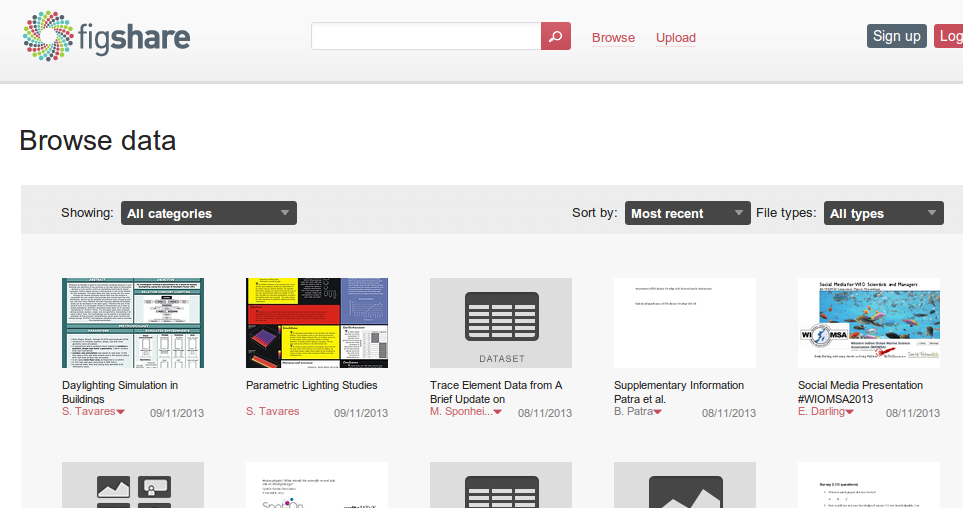 figshare
Browse Upload
Sign up
Log
Browse data
Showing: All categories
Sort by: Most recent File types: All types
ABSTRACT
METHODOLOGY
DATASET
Social Media for WIO Scientists and Managers
WIOMSA
Daylighting Simulation in
Buildings
S. Tavares 09/11/2013
Parametric Lighting Studies
S. Tavares 09/11/2013
Trace Element Data from A
Brief Update on
M. Sponhei... 08/11/2013
Supplementary Information
Patra et al.
B. Patra 08/11/2013
Social Media Presentation
#WIOMSA2013
E. Darling 08/11/2013
SpotOn
Survey 2 (10 questions)